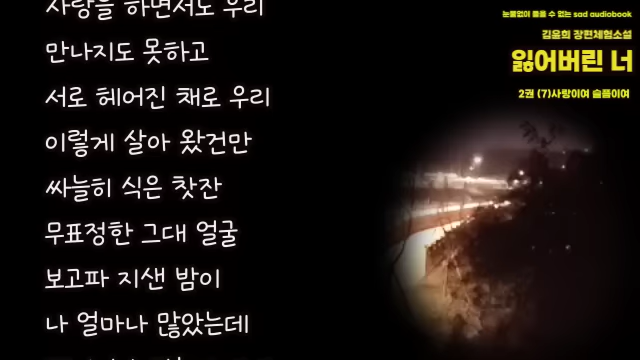 사랑을 하면서도 우리
만나지도 못하고
서로 헤어진 채로 우리
이렇게 살아 왔건만
싸늘히 식은 찻잔
무표정한 그대 얼굴
보고파 지샌 밤이
나 얼마나 많았는데
눈물없이 들을 수 없는 sad audiobook
김윤희 장편체험소설
잃어버린 너
2권 (7)사랑이여 슬픔이여